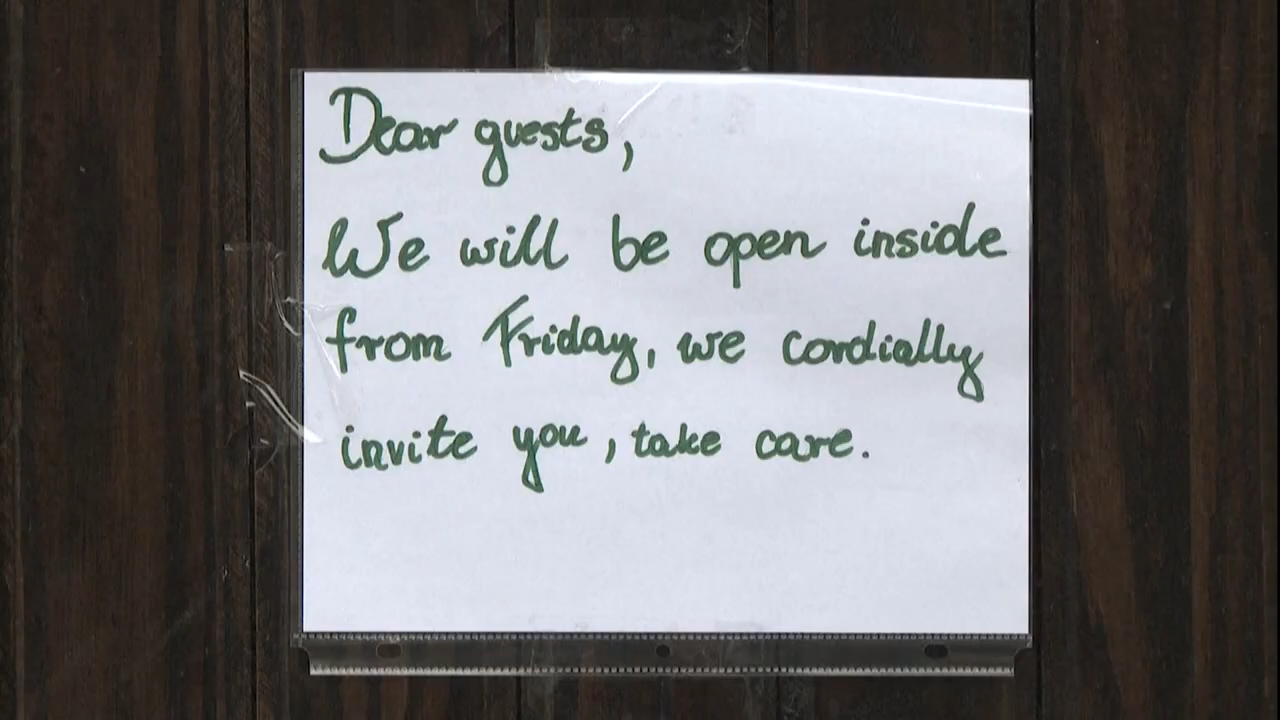 Dear guests,
We will be open inside
from Friday, we cordially
invite you, take care.